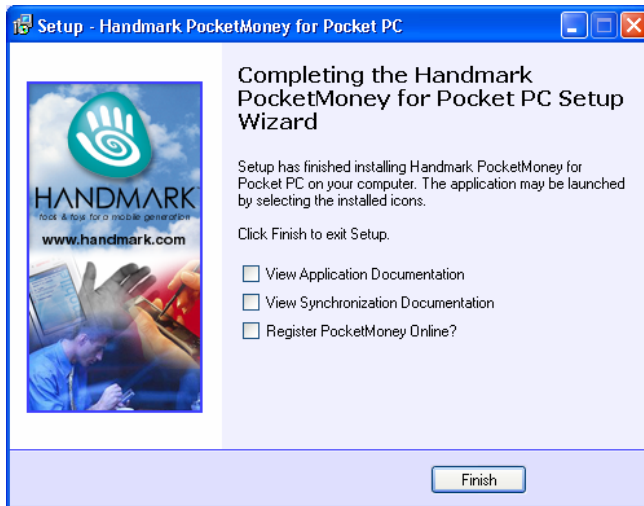 Setup - Handmark PocketMoney for Pocket PC
HANDMARK
tools & toys for a mobile generation
www.handmark.com
Completing the Handmark
PocketMoney for Pocket PC Setup
Wizard
Setup has finished installing Handmark PocketMoney for
Pocket PC on your computer. The application may be launched
by selecting the installed icons.
Click Finish to exit Setup.
View Application Documentation
View Synchronization Documentation
Register PocketMoney Online?
Finish